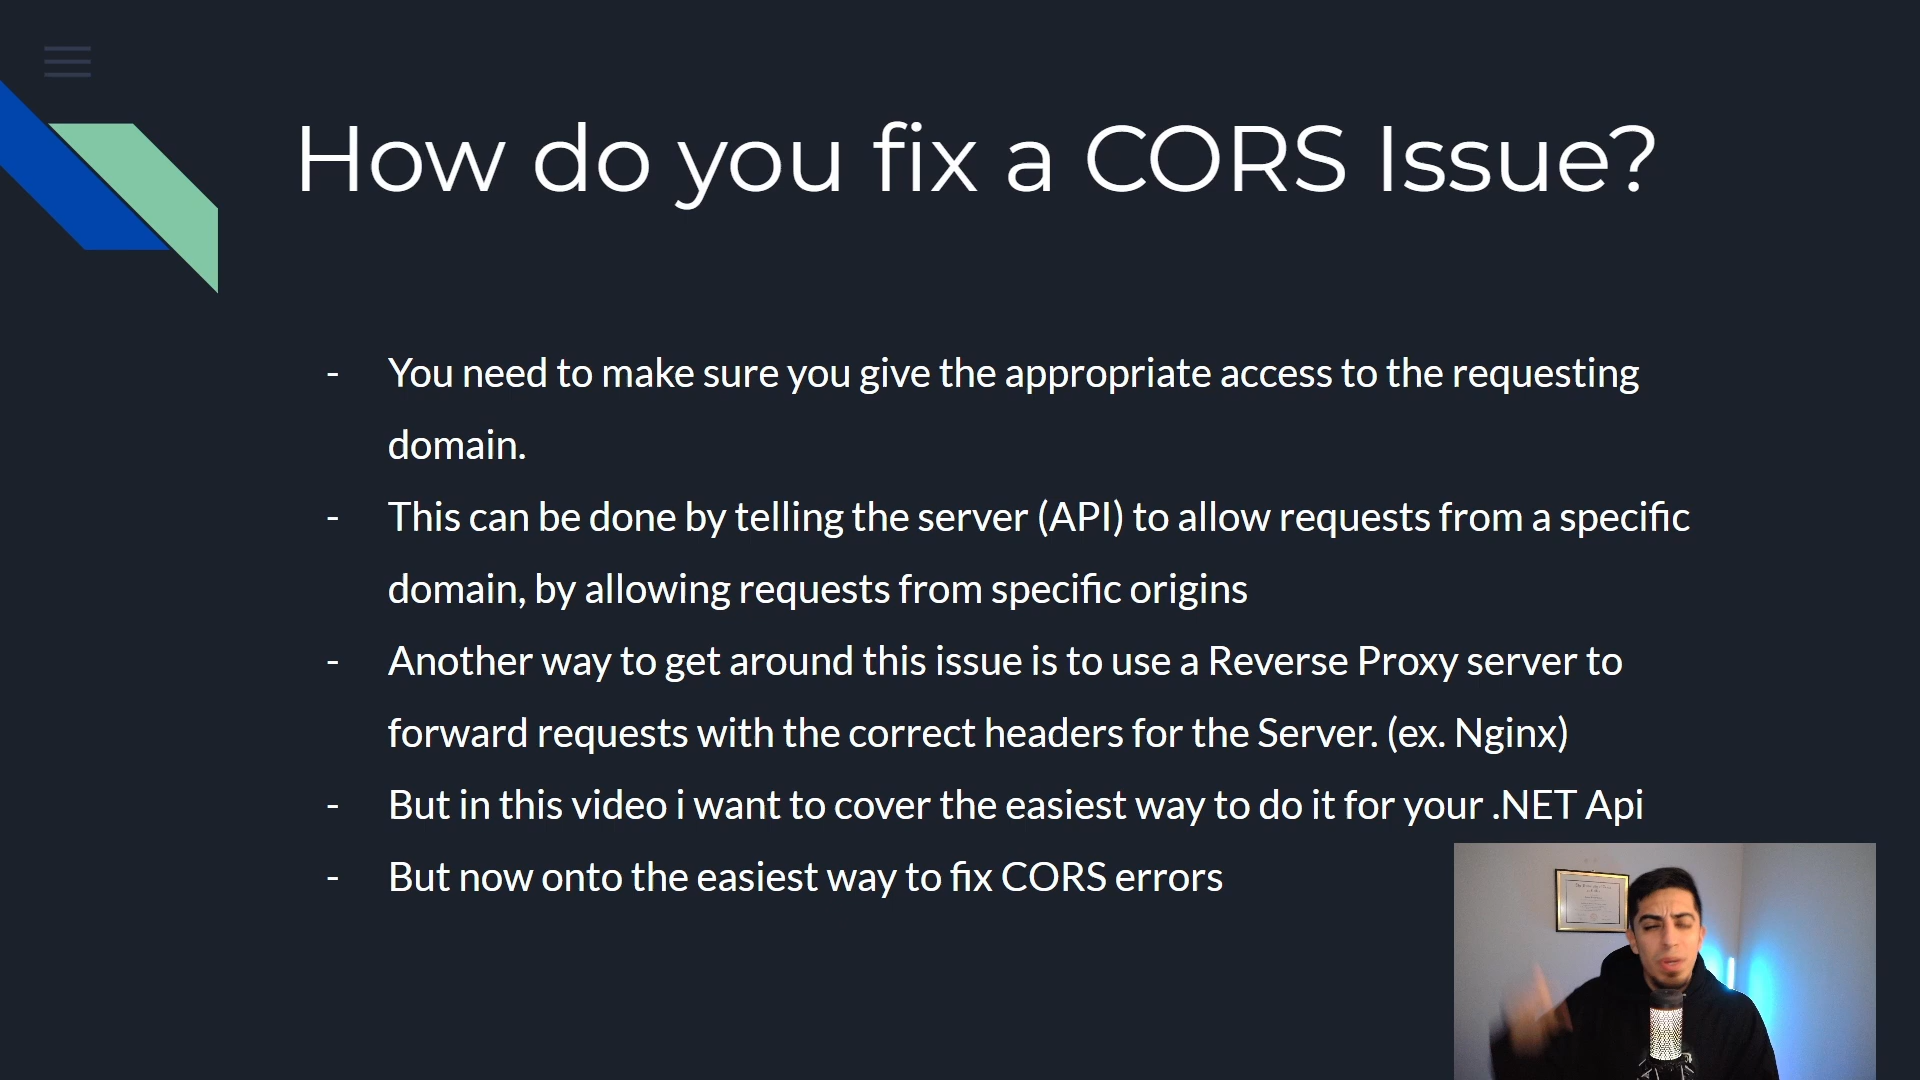 How do you fix a CORS Issue?
- You need to make sure you give the appropriate access to the requesting
domain.
- This can be done by telling the server (API) to allow requests from a specific
domain, by allowing requests from specific origins
- Another way to get around this issue is to use a Reverse Proxy server to
forward requests with the correct headers for the Server. (ex. Nginx)
- But in this video i want to cover the easiest way to do it for your .NET Api
- But now onto the easiest way to fix CORS errors